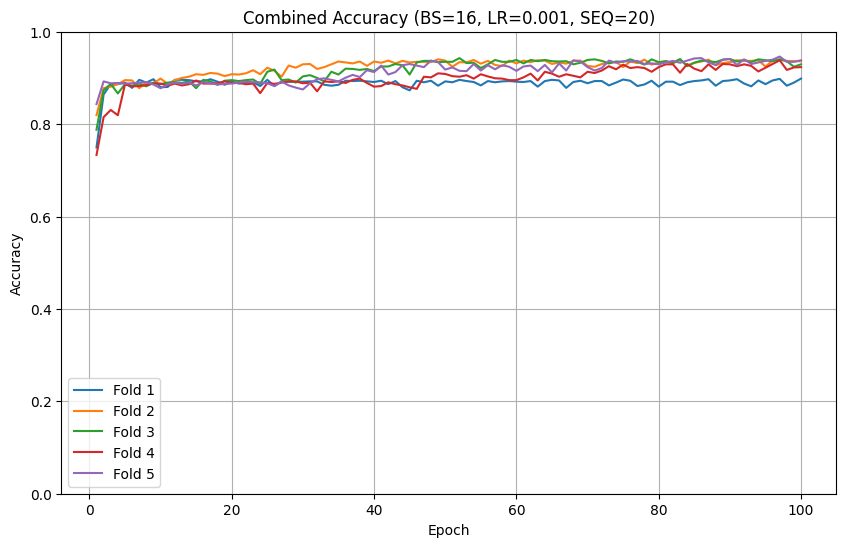 Combined Accuracy (BS=16, LR=0.001, SEQ=20)
1.0
0.8
0.6
0.4
0.2
0.0
Accuracy
Fold 1
Fold 2
Fold 3
Fold 4
Fold 5
0 20 40 60 80 100
Epoch